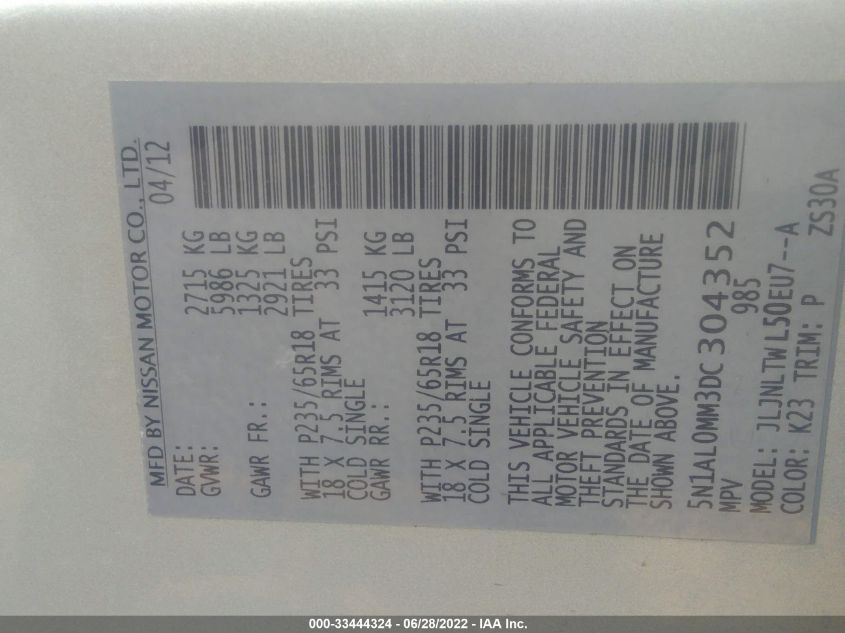 MFD BY NISSAN MOTOR CO., LTD.
DATE: 04/12
GVWR: 2715 KG
5986 LB
GAWR FR.: 1325 KG
2921 LB
WITH P235/65R18 TIRES
18 X 7.5 RIMS AT 33 PSI
COLD SINGLE
GAWR RR.: 1415 KG
3120 LB
WITH P235/65R18 TIRES
18 X 7.5 RIMS AT 33 PSI
COLD SINGLE
THIS VEHICLE CONFORMS TO
ALL APPLICABLE FEDERAL
MOTOR VEHICLE SAFETY AND
THEFT PREVENTION
STANDARDS IN EFFECT ON
THE DATE OF MANUFACTURE
SHOWN ABOVE.
5N1AL0MM3DC304352
MPV 985
MODEL: JLJNLTWL50EU7--A
COLOR: K23 TRIM: P ZS30A
000-33444324 - 06/28/2022 - IAA Inc.